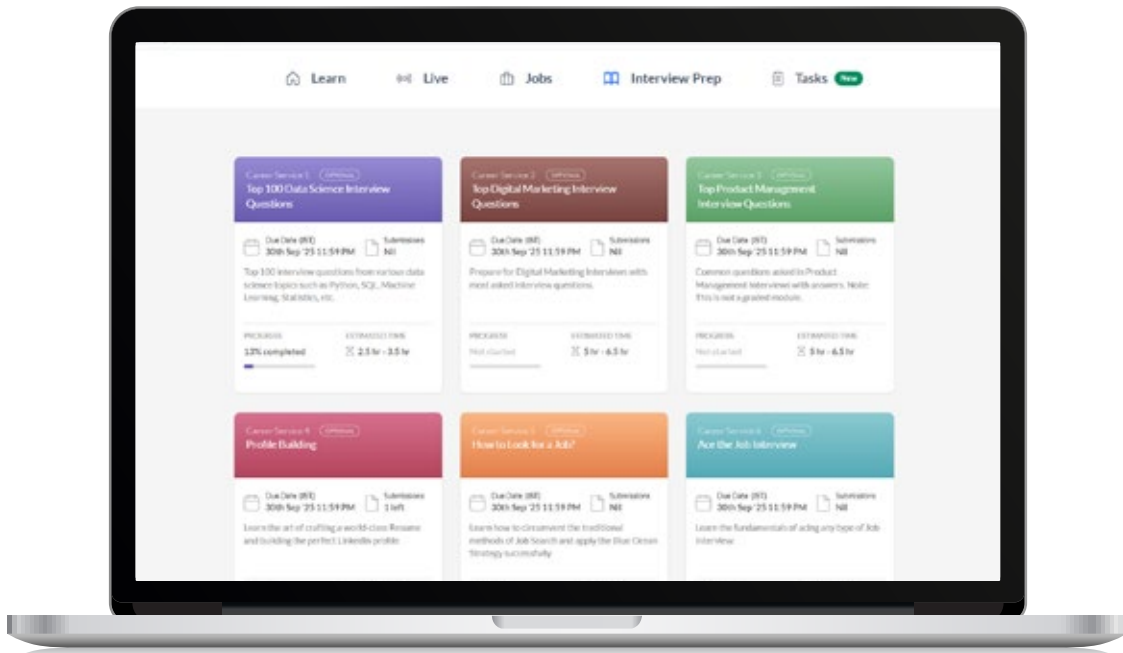 Learn Live Jobs Interview Prep Tasks New
Career Service 1 OPTIONAL
Top 100 Data Science Interview
Questions
Due Date (IST) Submissions
30th Sep '25 11:59 PM Nil
Top 100 interview questions from various data
science topics such as Python, SQL, Machine
Learning, Statistics, etc.
PROGRESS ESTIMATED TIME
13% completed 2.5 hr - 3.5 hr
Career Service 2 OPTIONAL
Top Digital Marketing Interview
Questions
Due Date (IST) Submissions
30th Sep '25 11:59 PM Nil
Prepare for Digital Marketing Interviews with
most asked interview questions.
PROGRESS ESTIMATED TIME
Not started 5 hr - 6.5 hr
Career Service 3 OPTIONAL
Top Product Management
Interview Questions
Due Date (IST) Submissions
30th Sep '25 11:59 PM Nil
Common questions asked in Product
Management interviews with answers. Note:
This is not a graded module.
PROGRESS ESTIMATED TIME
Not started 5 hr - 6.5 hr
Career Service 4 OPTIONAL
Profile Building
Due Date (IST) Submissions
30th Sep '25 11:59 PM 1 left
Learn the art of crafting a world-class Resume
and building the perfect LinkedIn profile.
Career Service 5 OPTIONAL
How to Look for a Job?
Due Date (IST) Submissions
30th Sep '25 11:59 PM Nil
Learn how to circumvent the traditional
methods of Job Search and apply the Blue Ocean
Strategy successfully
Career Service 6 OPTIONAL
Ace the Job Interview
Due Date (IST) Submissions
30th Sep '25 11:59 PM Nil
Learn the fundamentals of acing any type of Job
Interview.